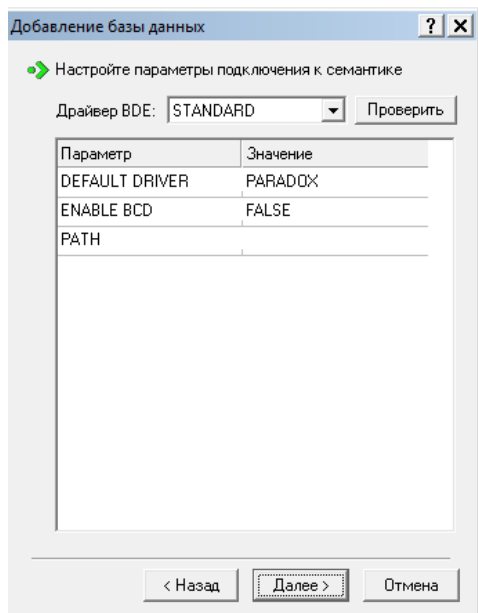 Добавление базы данных ? X
Настройте параметры подключения к семантике
Драйвер BDE: STANDARD Проверить
Параметр Значение
DEFAULT DRIVER PARADOX
ENABLE BCD FALSE
PATH
< Назад Далее > Отмена